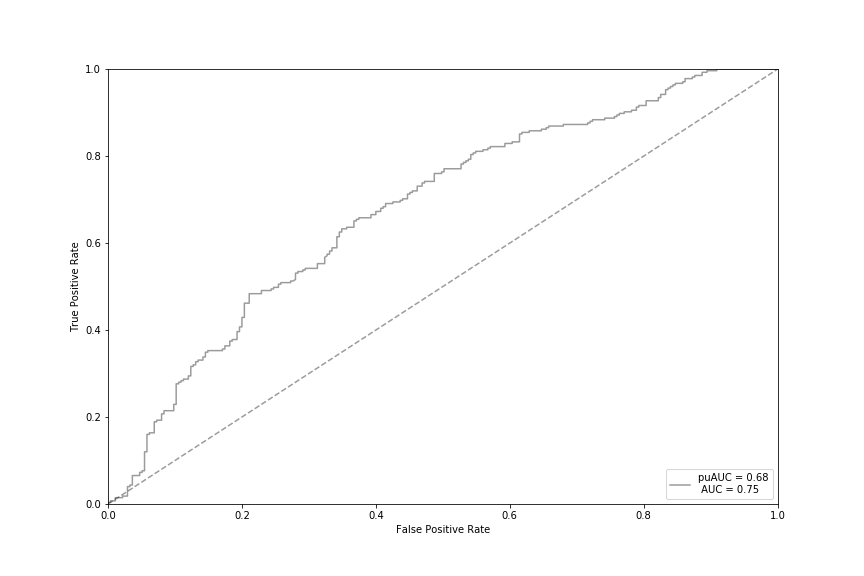 1.0
0.8
0.6
0.4
0.2
0.0
True Positive Rate
0.0 0.2 0.4 0.6 0.8 1.0
False Positive Rate
puAUC = 0.68
AUC = 0.75